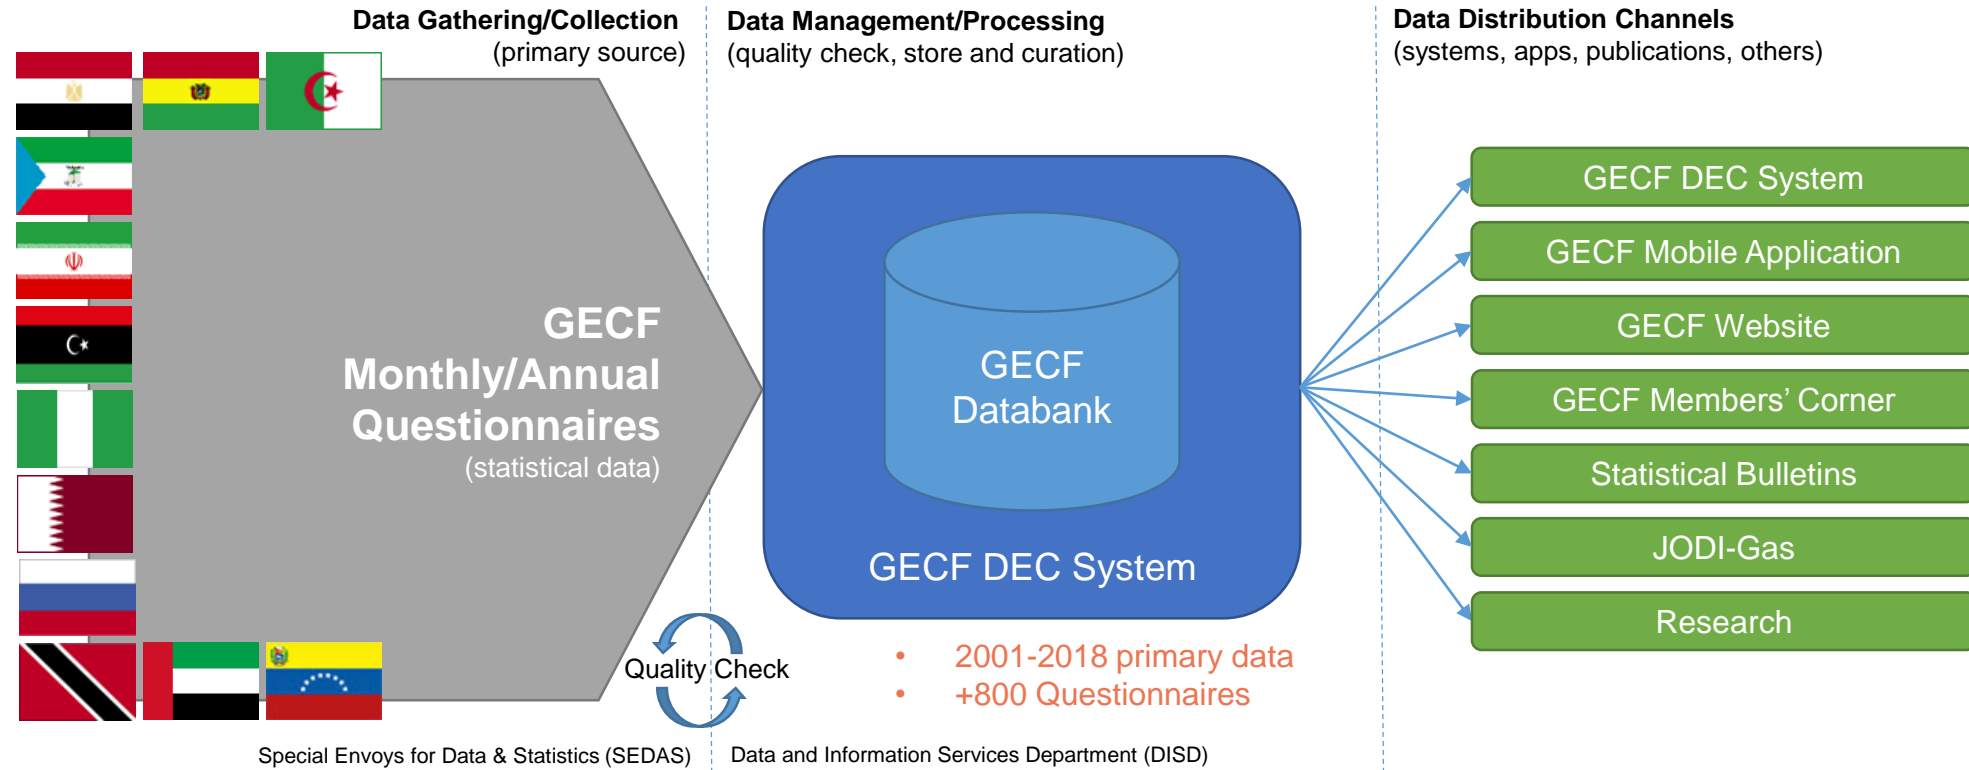 Data Gathering/Collection
(primary source)
Data Management/Processing
(quality check, store and curation)
Data Distribution Channels
(systems, apps, publications, others)
GECF
Monthly/Annual
Questionnaires
(statistical data)
GECF
Databank
GECF DEC System
Quality Check
• 2001-2018 primary data
• +800 Questionnaires
GECF DEC System
GECF Mobile Application
GECF Website
GECF Members’ Corner
Statistical Bulletins
JODI-Gas
Research
Special Envoys for Data & Statistics (SEDAS)
Data and Information Services Department (DISD)